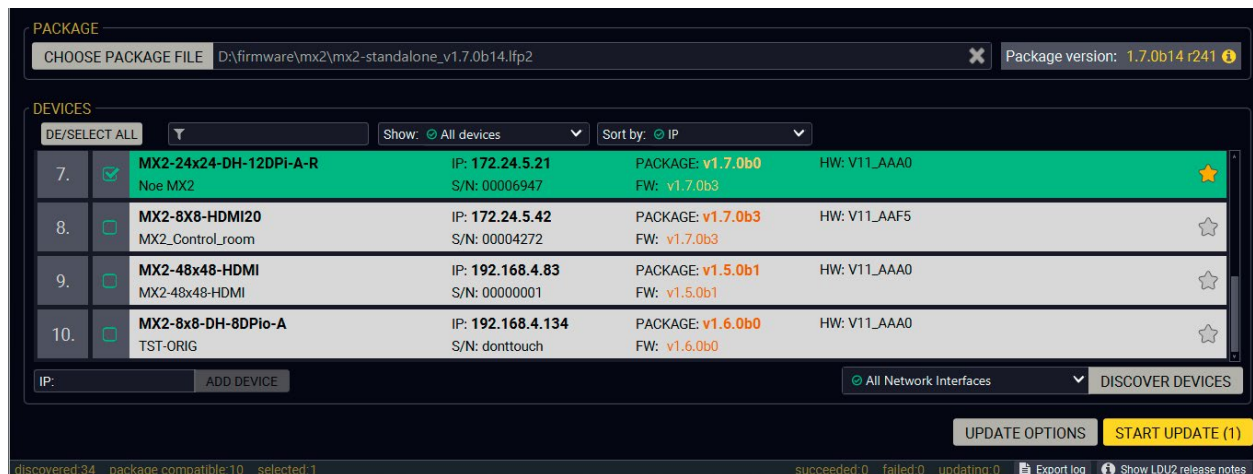 PACKAGE
CHOOSE PACKAGE FILE D:\firmware\mx2\mx2-standalone_v1.7.0b14.lfp2 Package version: 1.7.0b14 r241
DEVICES
DE/SELECT ALL Show: All devices Sort by: IP
7. MX2-24x24-DH-12DPi-A-R IP: 172.24.5.21 PACKAGE: v1.7.0b0 HW: V11_AAA0
Noe MX2 S/N: 00006947 FW: v1.7.0b3
8. MX2-8X8-HDMI20 IP: 172.24.5.42 PACKAGE: v1.7.0b3 HW: V11_AAF5
MX2_Control_room S/N: 00004272 FW: v1.7.0b3
9. MX2-48x48-HDMI IP: 192.168.4.83 PACKAGE: v1.5.0b1 HW: V11_AAA0
MX2-48x48-HDMI S/N: 00000001 FW: v1.5.0b1
10. MX2-8x8-DH-8DPio-A IP: 192.168.4.134 PACKAGE: v1.6.0b0 HW: V11_AAA0
TST-ORIG S/N: donttouch FW: v1.6.0b0
IP: ADD DEVICE All Network Interfaces DISCOVER DEVICES
UPDATE OPTIONS START UPDATE (1)
discovered:34 package compatible:10 selected:1 succeeded:0 failed:0 updating:0 Export log Show LDU2 release notes